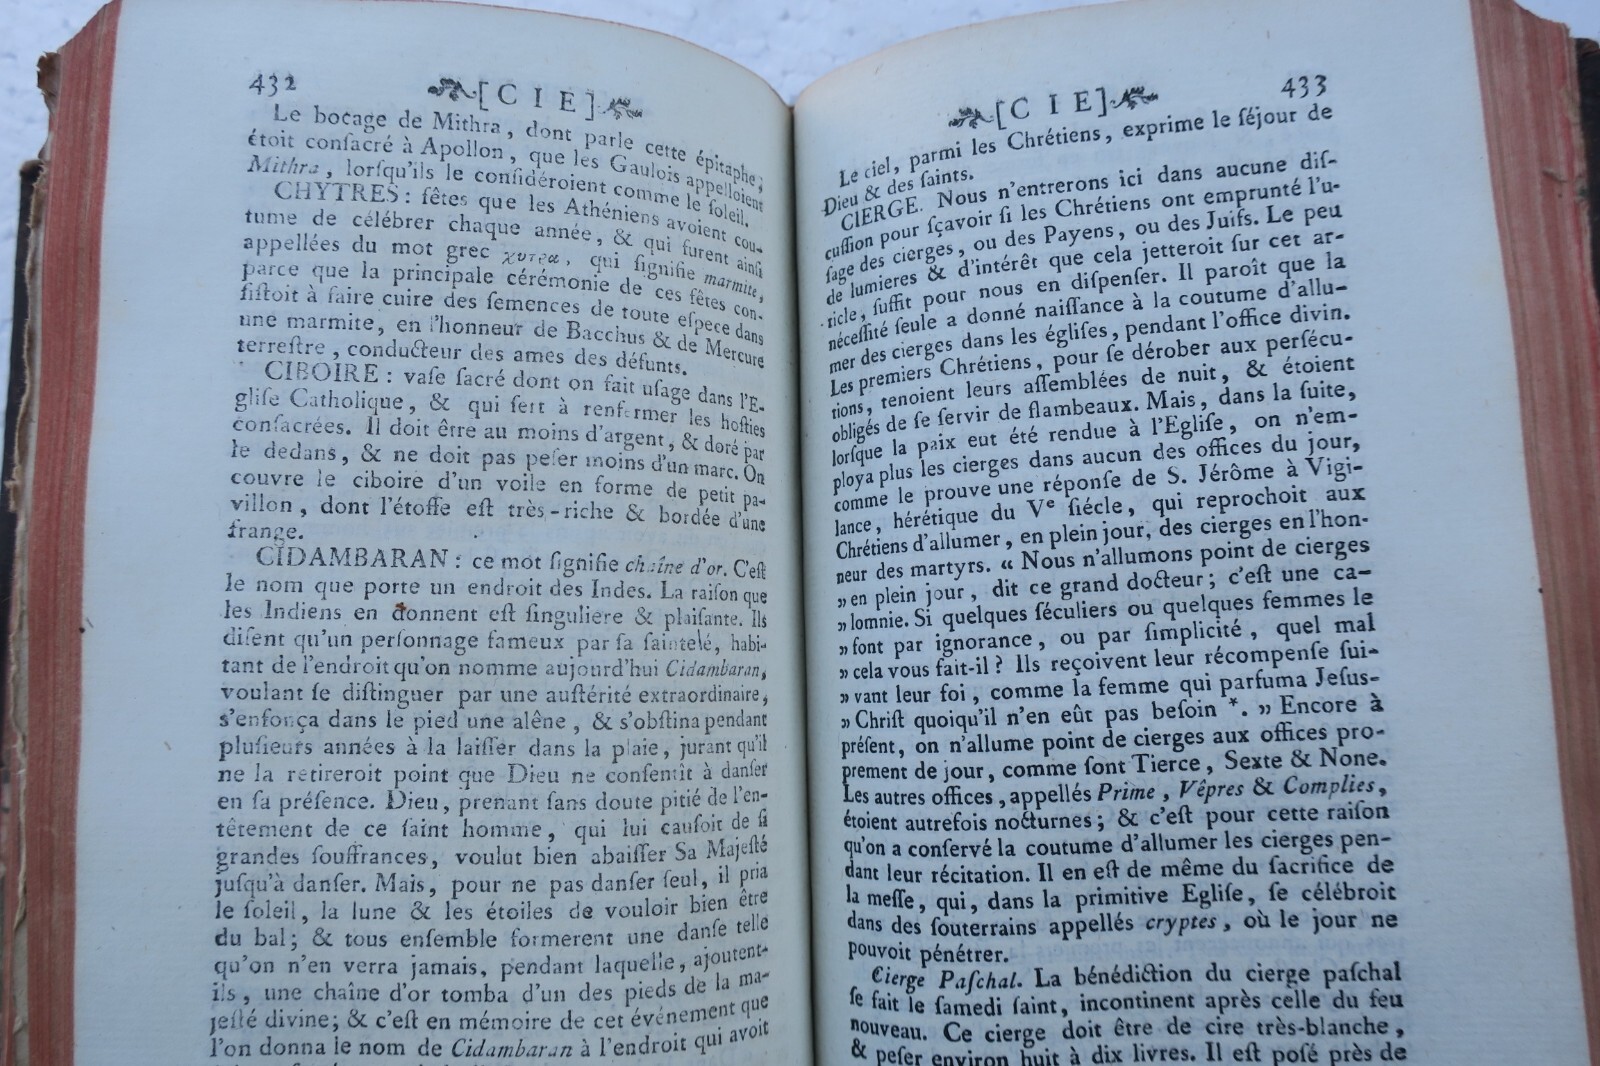 432 [CIE]
Le bocage de Mithra, dont parle cette épitaphe,
étoit conſacré à Apollon, que les Gaulois appelloient
Mithra, lorſqu'ils le conſidéroient comme le ſoleil.
CHYTRES : fêtes que les Athéniens avoient cou-
tume de célébrer chaque année, & qui furent ainſi
appellées du mot grec χυτρα, qui ſignifie marmite,
parce que la principale cérémonie de ces fêtes con-
ſiſtoit à faire cuire des ſemences de toute eſpece dans
une marmite, en l'honneur de Bacchus & de Mercure
terreſtre, conducteur des ames des défunts.
CIBOIRE : vaſe ſacré dont on fait uſage dans l'E-
gliſe Catholique, & qui ſert à renfermer les hoſties
conſacrées. Il doit être au moins d'argent, & doré par
le dedans, & ne doit pas peſer moins d'un marc. On
couvre le ciboire d'un voile en forme de petit pa-
villon, dont l'étoffe eſt très-riche & bordée d'une
frange.
CIDAMBARAN : ce mot ſignifie chaîne d'or. C'eſt
le nom que porte un endroit des Indes. La raiſon que
les Indiens en donnent eſt ſinguliere & plaiſante. Ils
diſent qu'un perſonnage fameux par ſa ſainteté, habi-
tant de l'endroit qu'on nomme aujourd'hui Cidambaran,
voulant ſe diſtinguer par une auſtérité extraordinaire,
s'enfonça dans le pied une alêne, & s'obſtina pendant
pluſieurs années à la laiſſer dans la plaie, jurant qu'il
ne la retireroit point que Dieu ne conſentît à danſer
en ſa préſence. Dieu, prenant ſans doute pitié de l'en-
têtement de ce ſaint homme, qui lui cauſoit de ſi
grandes ſouffrances, voulut bien abaiſſer Sa Majeſté
juſqu'à danſer. Mais, pour ne pas danſer ſeul, il pria
le ſoleil, la lune & les étoiles de vouloir bien être
du bal; & tous enſemble formerent une danſe telle
qu'on n'en verra jamais, pendant laquelle, ajoutent-
ils, une chaîne d'or tomba d'un des pieds de la ma-
jeſté divine; & c'eſt en mémoire de cet événement que
l'on donna le nom de Cidambaran à l'endroit qui avoit
[CIE] 433
Le ciel, parmi les Chrétiens, exprime le ſéjour de
Dieu & des ſaints.
CIERGE. Nous n'entrerons ici dans aucune diſ-
cuſſion pour ſçavoir ſi les Chrétiens ont emprunté l'u-
ſage des cierges, ou des Payens, ou des Juifs. Le peu
de lumieres & d'intérêt que cela jetteroit ſur cet ar-
ticle, ſuffit pour nous en diſpenſer. Il paroît que la
néceſſité ſeule a donné naiſſance à la coutume d'allu-
mer des cierges dans les égliſes, pendant l'office divin.
Les premiers Chrétiens, pour ſe dérober aux perſécu-
tions, tenoient leurs aſſemblées de nuit, & étoient
obligés de ſe ſervir de flambeaux. Mais, dans la ſuite,
lorſque la paix eut été rendue à l'Egliſe, on n'em-
ploya plus les cierges dans aucun des offices du jour,
comme le prouve une réponſe de S. Jérôme à Vigi-
lance, hérétique du Ve ſiécle, qui reprochoit aux
Chrétiens d'allumer, en plein jour, des cierges en l'hon-
neur des martyrs. « Nous n'allumons point de cierges
» en plein jour, dit ce grand docteur; c'eſt une ca-
» lomnie. Si quelques ſéculiers ou quelques femmes le
» font par ignorance, ou par ſimplicité, quel mal
» cela vous fait-il? Ils reçoivent leur récompenſe ſui-
» vant leur foi, comme la femme qui parfuma Jeſus-
» Chriſt quoiqu'il n'en eût pas beſoin *. » Encore à
préſent, on n'allume point de cierges aux offices pro-
prement de jour, comme ſont Tierce, Sexte & None.
Les autres offices, appellés Prime, Vêpres & Complies,
étoient autrefois nocturnes; & c'eſt pour cette raiſon
qu'on a conſervé la coutume d'allumer les cierges pen-
dant leur récitation. Il en eſt de même du ſacrifice de
la meſſe, qui, dans la primitive Egliſe, ſe célébroit
dans des ſouterrains appellés cryptes, où le jour ne
pouvoit pénétrer.
Cierge Paſchal. La bénédiction du cierge paſchal
ſe fait le ſamedi ſaint, incontinent après celle du feu
nouveau. Ce cierge doit être de cire très-blanche,
& peſer environ huit à dix livres. Il eſt poſé près de